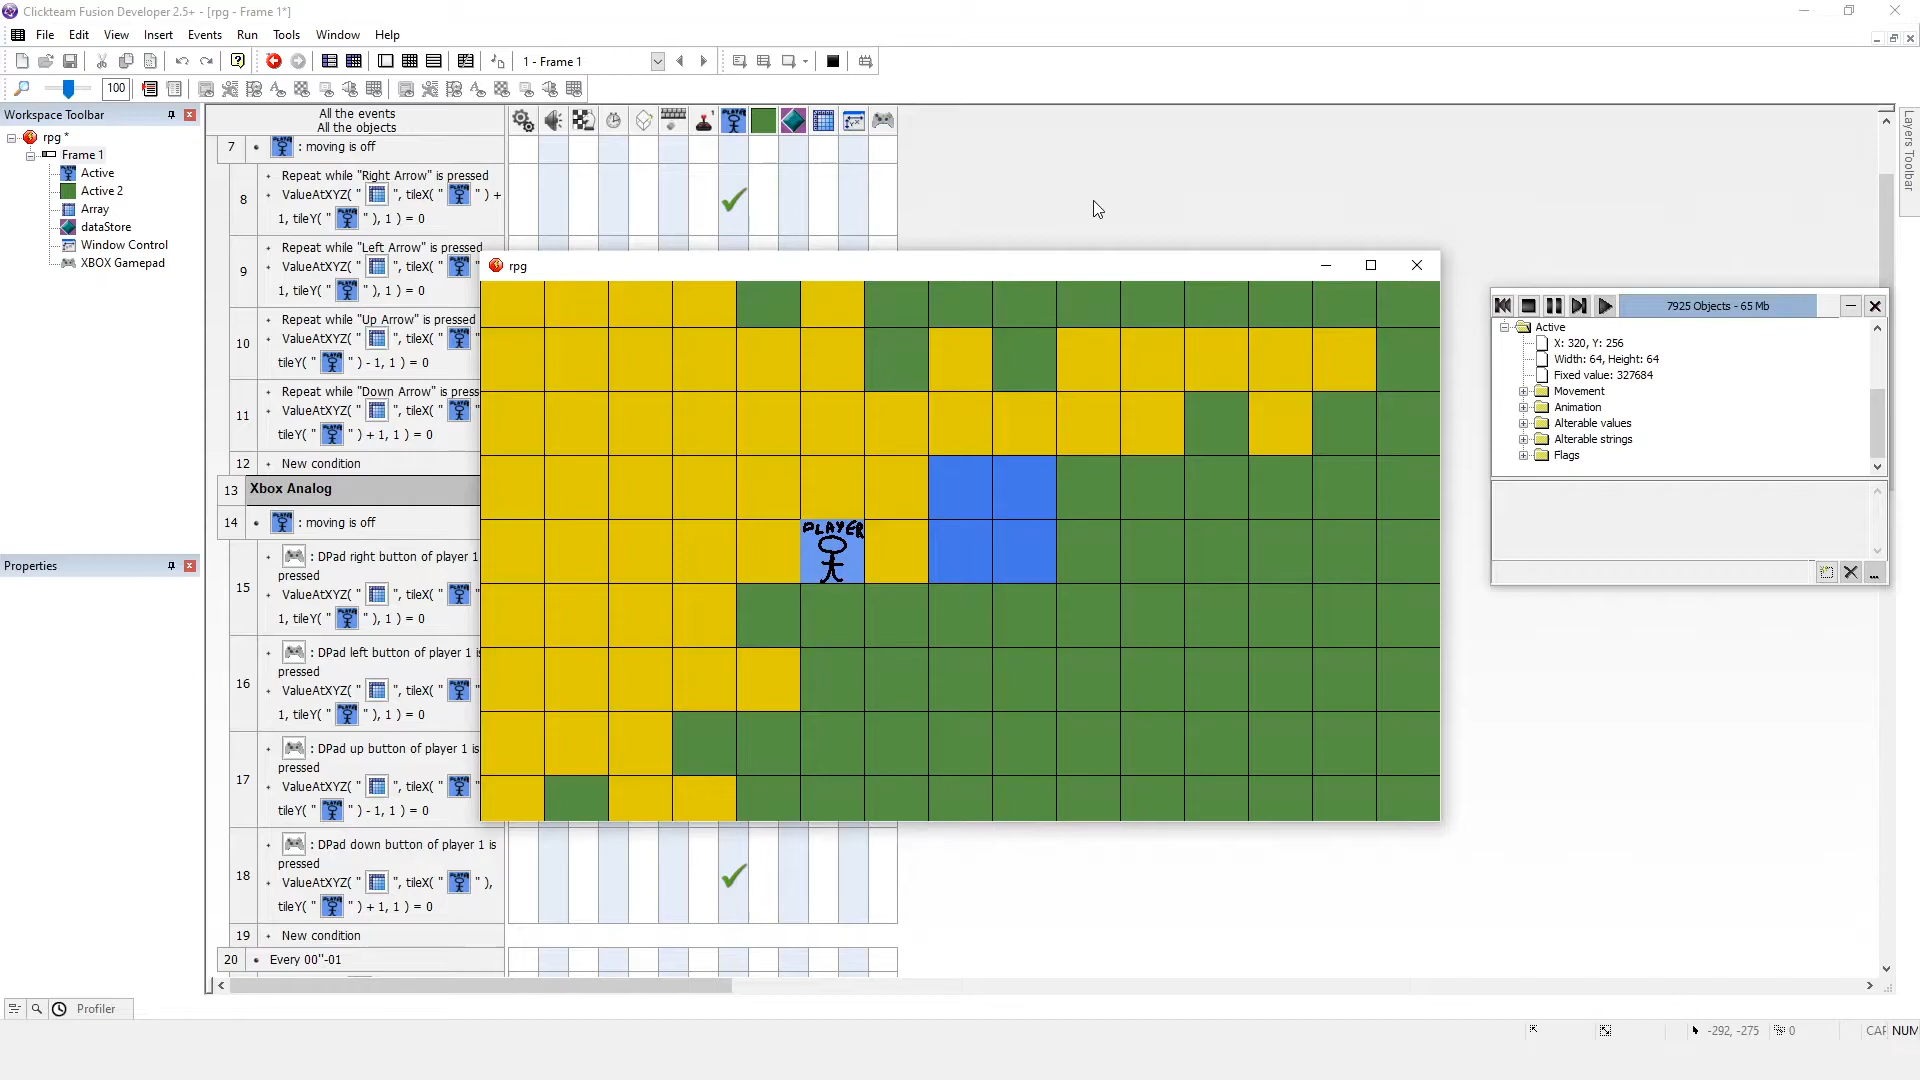 Clickteam Fusion Developer 2.5+ - [rpg - Frame 1*]
File Edit View Insert Events Run Tools Window Help
1 - Frame 1
100
Workspace Toolbar
rpg *
Frame 1
Active
Active 2
Array
dataStore
Window Control
XBOX Gamepad
Properties
All the events
All the objects
7 : moving is off
8 Repeat while "Right Arrow" is pressed
ValueAtXYZ( " ", tileX( " " ) +
1, tileY( " " ), 1 ) = 0
9 Repeat while "Left Arrow" is pressed
ValueAtXYZ( " ", tileX( "
1, tileY( " " ), 1 ) = 0
10 Repeat while "Up Arrow" is pressed
ValueAtXYZ( " ", tileX( "
tileY( " " ) - 1, 1 ) = 0
11 Repeat while "Down Arrow" is press
ValueAtXYZ( " ", tileX( "
tileY( " " ) + 1, 1 ) = 0
12 New condition
13 Xbox Analog
14 : moving is off
15 : DPad right button of player 1
pressed
ValueAtXYZ( " ", tileX( "
1, tileY( " " ), 1 ) = 0
16 : DPad left button of player 1 is
pressed
ValueAtXYZ( " ", tileX( "
1, tileY( " " ), 1 ) = 0
17 : DPad up button of player 1 is
pressed
ValueAtXYZ( " ", tileX( "
tileY( " " ) - 1, 1 ) = 0
18 : DPad down button of player 1 is
pressed
ValueAtXYZ( " ", tileX( " " ),
tileY( " " ) + 1, 1 ) = 0
19 New condition
20 Every 00"-01
rpg
PLAYER
7925 Objects - 65 Mb
Active
X: 320, Y: 256
Width: 64, Height: 64
Fixed value: 327684
Movement
Animation
Alterable values
Alterable strings
Flags
...
Layers Toolbar
Profiler
-292, -275
0
CAP NUM